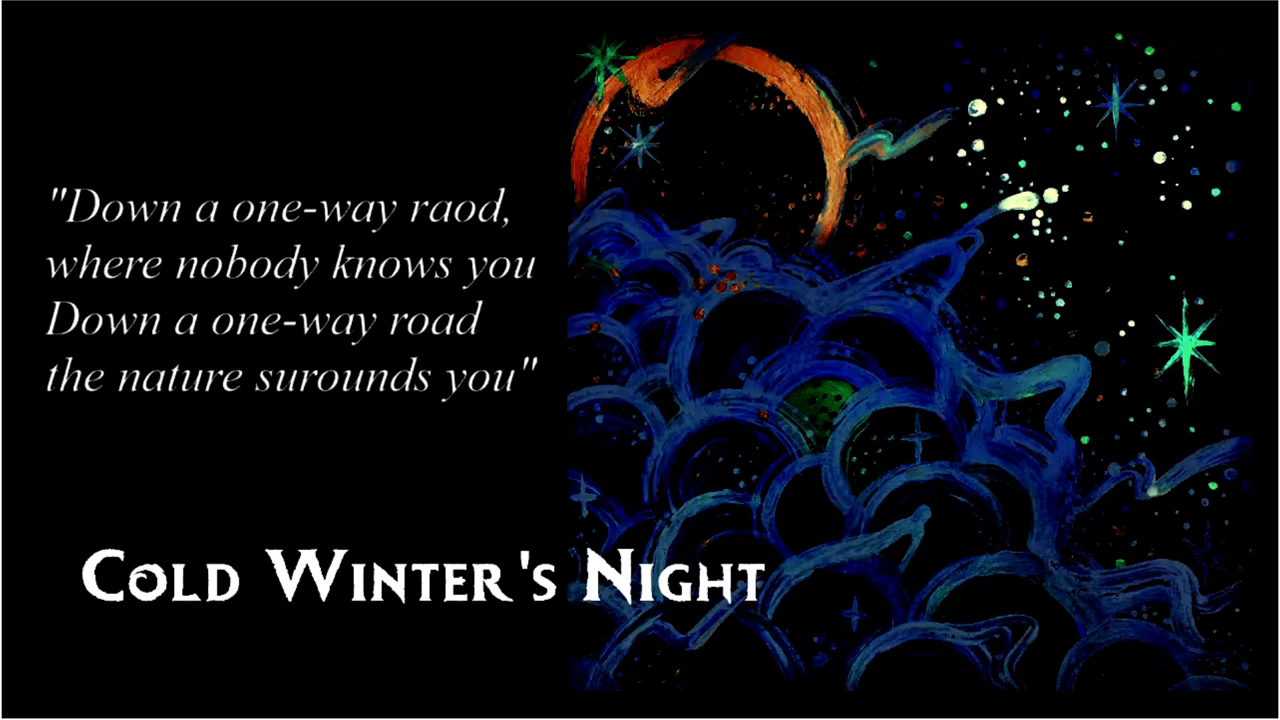 "Down a one-way raod,
where nobody knows you
Down a one-way road
the nature surounds you"
Cold Winter's Night